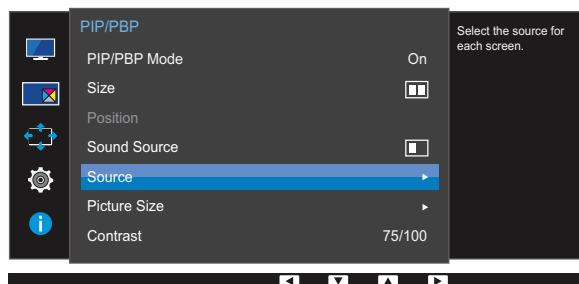 PIP/PBP
PIP/PBP Mode On
Size
Position
Sound Source
Source
Picture Size
Contrast 75/100
Select the source for
each screen.